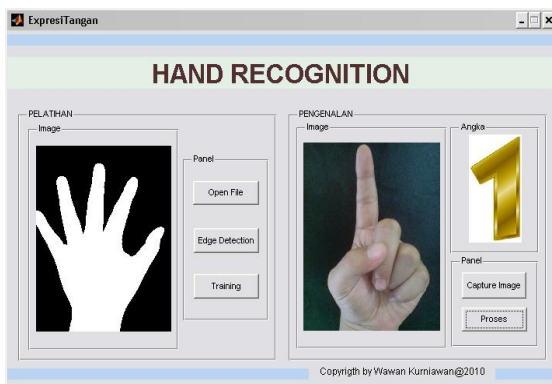 ExpresiTangan
HAND RECOGNITION
PELATIHAN
Image
Panel
Open File
Edge Detection
Training
PENGENALAN
Image
Angka
1
Panel
Capture Image
Proses
Copyrigth by Wawan Kurniawan@2010